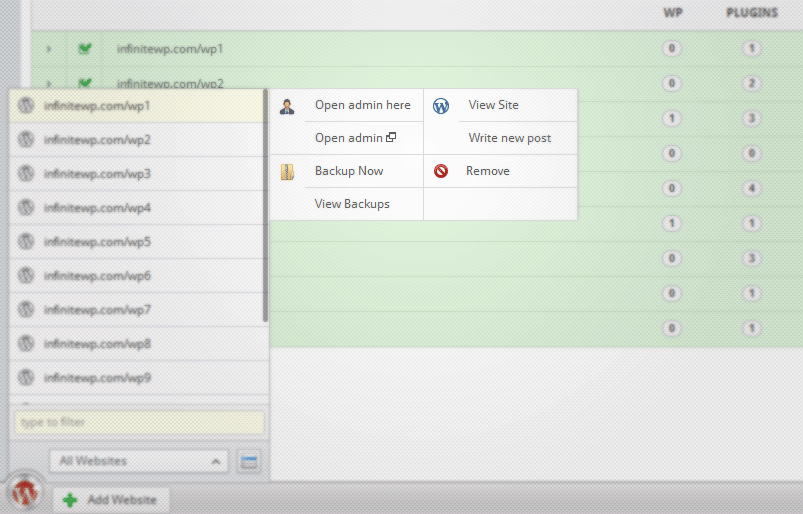 WP PLUGINS
infinitewp.com/wp1 0 1
infinitewp.com/wp2 0 2
1 3
0 0
0 4
1 1
0 3
0 1
0 1
infinitewp.com/wp1
infinitewp.com/wp2
infinitewp.com/wp3
infinitewp.com/wp4
infinitewp.com/wp5
infinitewp.com/wp6
infinitewp.com/wp7
infinitewp.com/wp8
infinitewp.com/wp9
Open admin here View Site
Open admin Write new post
Backup Now Remove
View Backups
type to filter
All Websites
Add Website